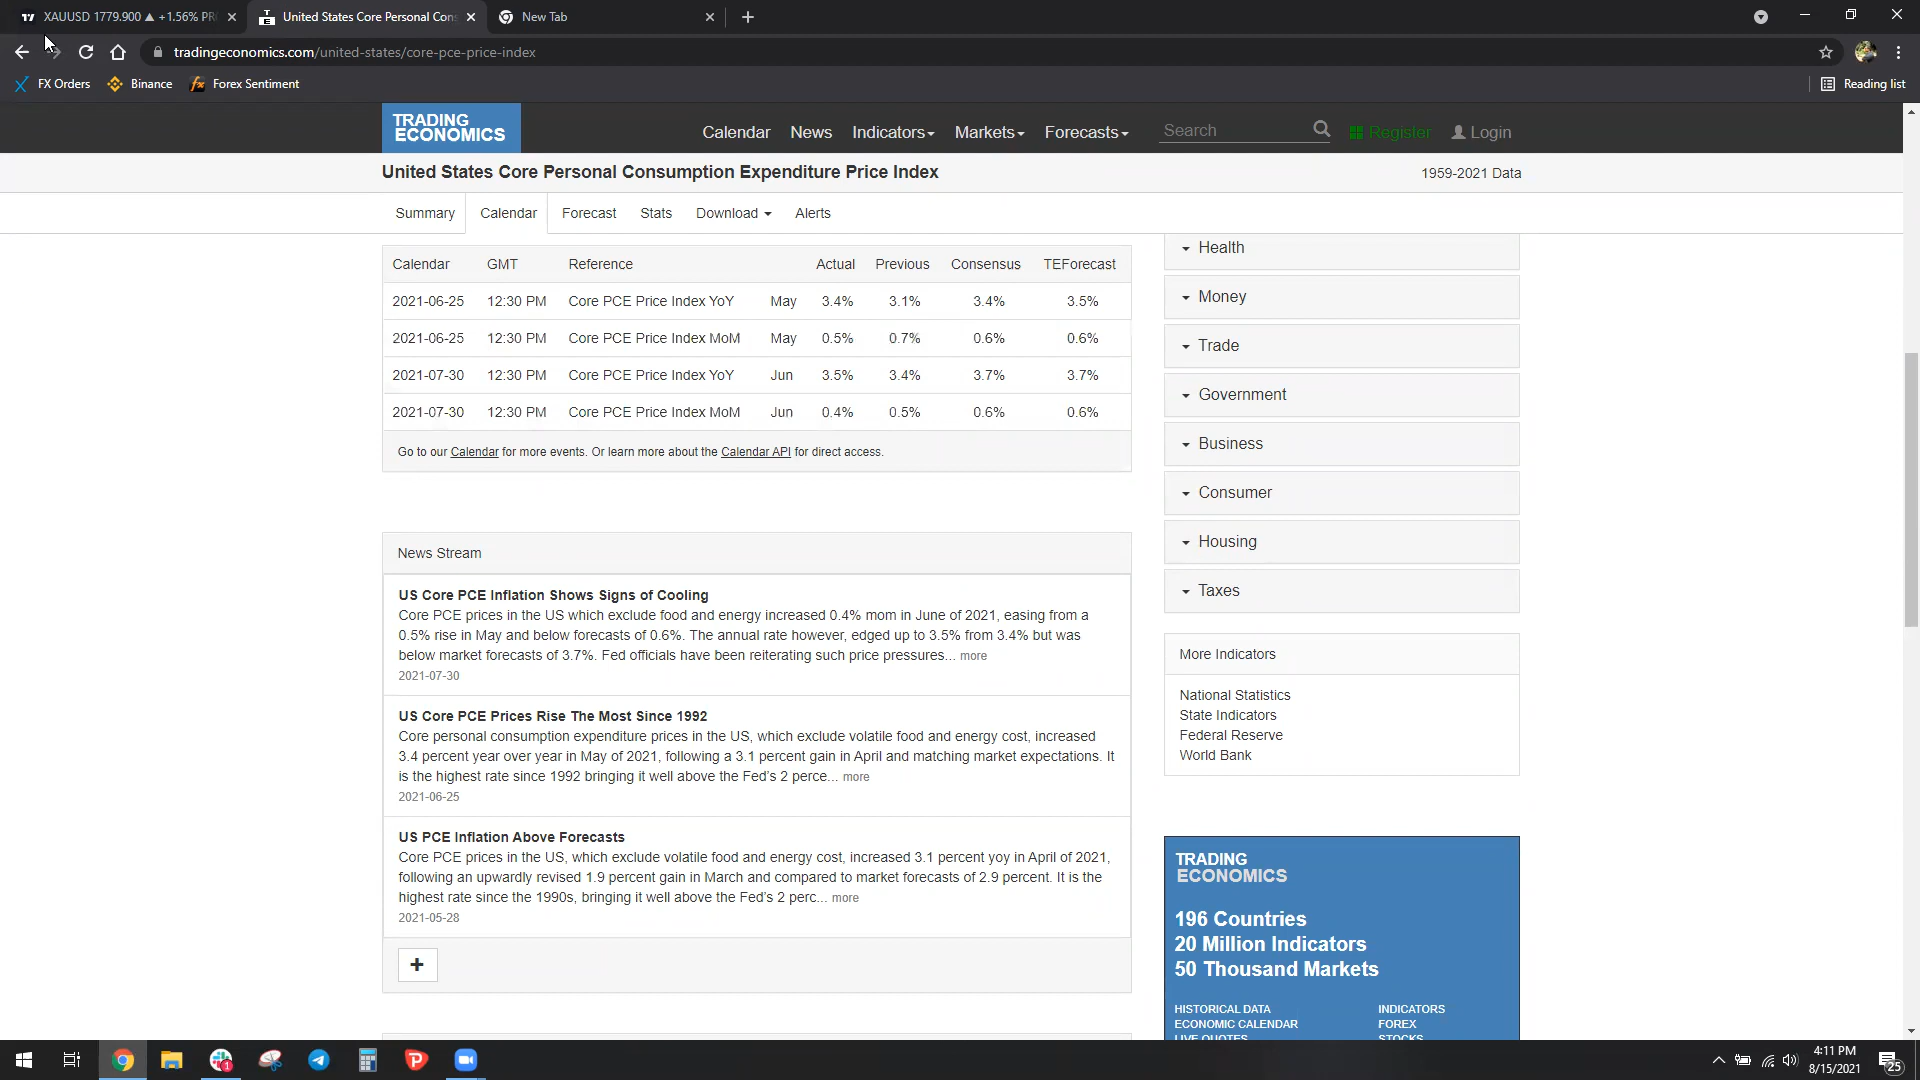 XAUUSD 1779.900 ▲ +1.56% PR
United States Core Personal Con
New Tab
tradingeconomics.com/united-states/core-pce-price-index
FX Orders
Binance
Forex Sentiment
Reading list
TRADING
ECONOMICS
Calendar
News
Indicators
Markets
Forecasts
Search
Register
Login
United States Core Personal Consumption Expenditure Price Index
1959-2021 Data
Summary
Calendar
Forecast
Stats
Download
Alerts
Calendar GMT Reference Actual Previous Consensus TEForecast
2021-06-25 12:30 PM Core PCE Price Index YoY May 3.4% 3.1% 3.4% 3.5%
2021-06-25 12:30 PM Core PCE Price Index MoM May 0.5% 0.7% 0.6% 0.6%
2021-07-30 12:30 PM Core PCE Price Index YoY Jun 3.5% 3.4% 3.7% 3.7%
2021-07-30 12:30 PM Core PCE Price Index MoM Jun 0.4% 0.5% 0.6% 0.6%
Go to our Calendar for more events. Or learn more about the Calendar API for direct access.
News Stream
US Core PCE Inflation Shows Signs of Cooling
Core PCE prices in the US which exclude food and energy increased 0.4% mom in June of 2021, easing from a
0.5% rise in May and below forecasts of 0.6%. The annual rate however, edged up to 3.5% from 3.4% but was
below market forecasts of 3.7%. Fed officials have been reiterating such price pressures... more
2021-07-30
US Core PCE Prices Rise The Most Since 1992
Core personal consumption expenditure prices in the US, which exclude volatile food and energy cost, increased
3.4 percent year over year in May of 2021, following a 3.1 percent gain in April and matching market expectations. It
is the highest rate since 1992 bringing it well above the Fed's 2 perce... more
2021-06-25
US PCE Inflation Above Forecasts
Core PCE prices in the US, which exclude volatile food and energy cost, increased 3.1 percent yoy in April of 2021,
following an upwardly revised 1.9 percent gain in March and compared to market forecasts of 2.9 percent. It is the
highest rate since the 1990s, bringing it well above the Fed's 2 perc... more
2021-05-28
+
Health
Money
Trade
Government
Business
Consumer
Housing
Taxes
More Indicators
National Statistics
State Indicators
Federal Reserve
World Bank
TRADING
ECONOMICS
196 Countries
20 Million Indicators
50 Thousand Markets
HISTORICAL DATA INDICATORS
ECONOMIC CALENDAR FOREX
LIVE QUOTES STOCKS
4:11 PM
8/15/2021
25